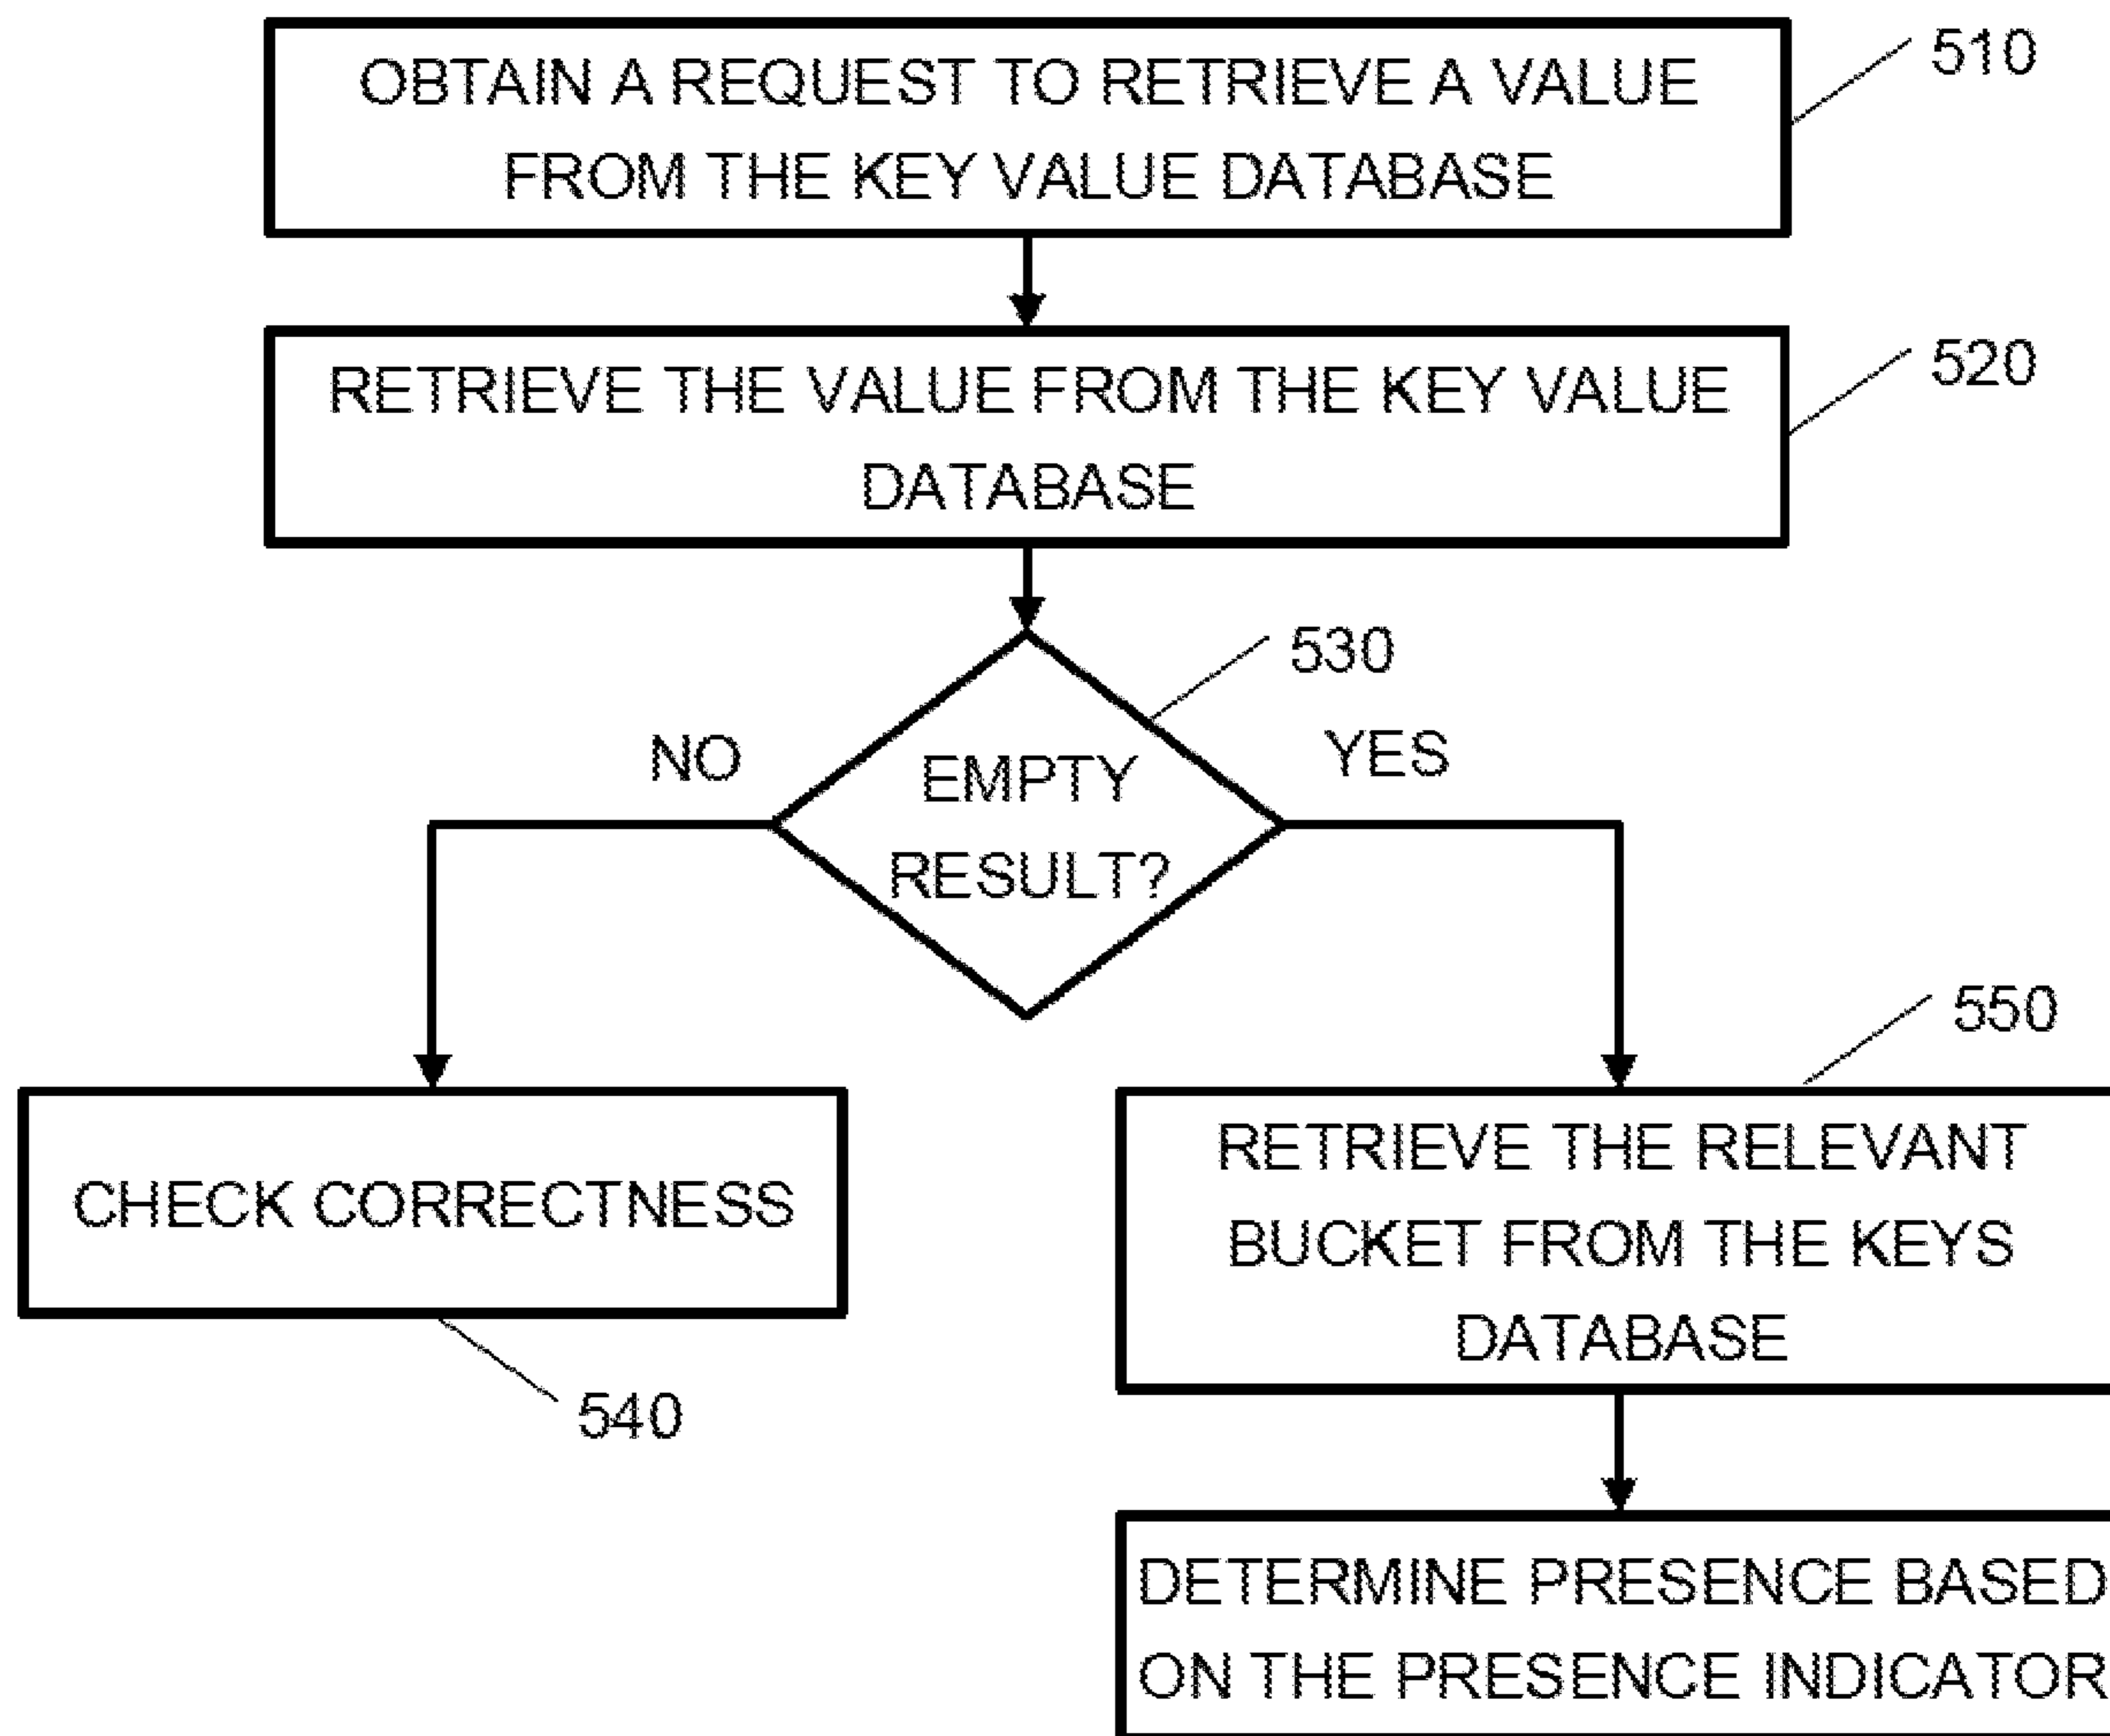 OBTAIN A REQUEST TO RETRIEVE A VALUE
FROM THE KEY VALUE DATABASE
510
RETRIEVE THE VALUE FROM THE KEY VALUE
DATABASE
520
530
NO
YES
EMPTY
RESULT?
550
CHECK CORRECTNESS
540
RETRIEVE THE RELEVANT
BUCKET FROM THE KEYS
DATABASE
DETERMINE PRESENCE BASED
ON THE PRESENCE INDICATOR